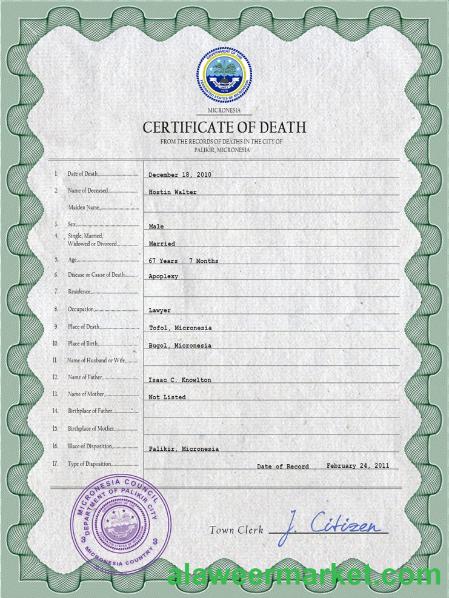 MICRONESIA
CERTIFICATE OF DEATH
FROM THE RECORDS OF DEATHS IN THE CITY OF
PALIKIR, MICRONESIA
1. Date of Death December 18, 2010
2. Name of Deceased Hostin Walter
Maiden Name
3. Sex Male
4. Single, Married,
Widowed or Divorced Married
5. Age 67 Years 7 Months
6. Disease or Cause of Death Apoplexy
7. Residence
8. Occupation Lawyer
9. Place of Death Tofol, Micronesia
10. Place of Birth Bugol, Micronesia
11. Name of Husband or Wife
12. Name of Father Isaac C. Knowlton
13. Name of Mother Not Listed
14. Birthplace of Father
15. Birthplace of Mother
16. Place of Disposition Palikir, Micronesia
17. Type of Disposition
Date of Record February 24, 2011
MICRONESIA COUNCIL
DEPARTMENT OF PALIKIR CITY
MICRONESIA COUNTRY
Town Clerk J. Citizen
alaweermarket.com